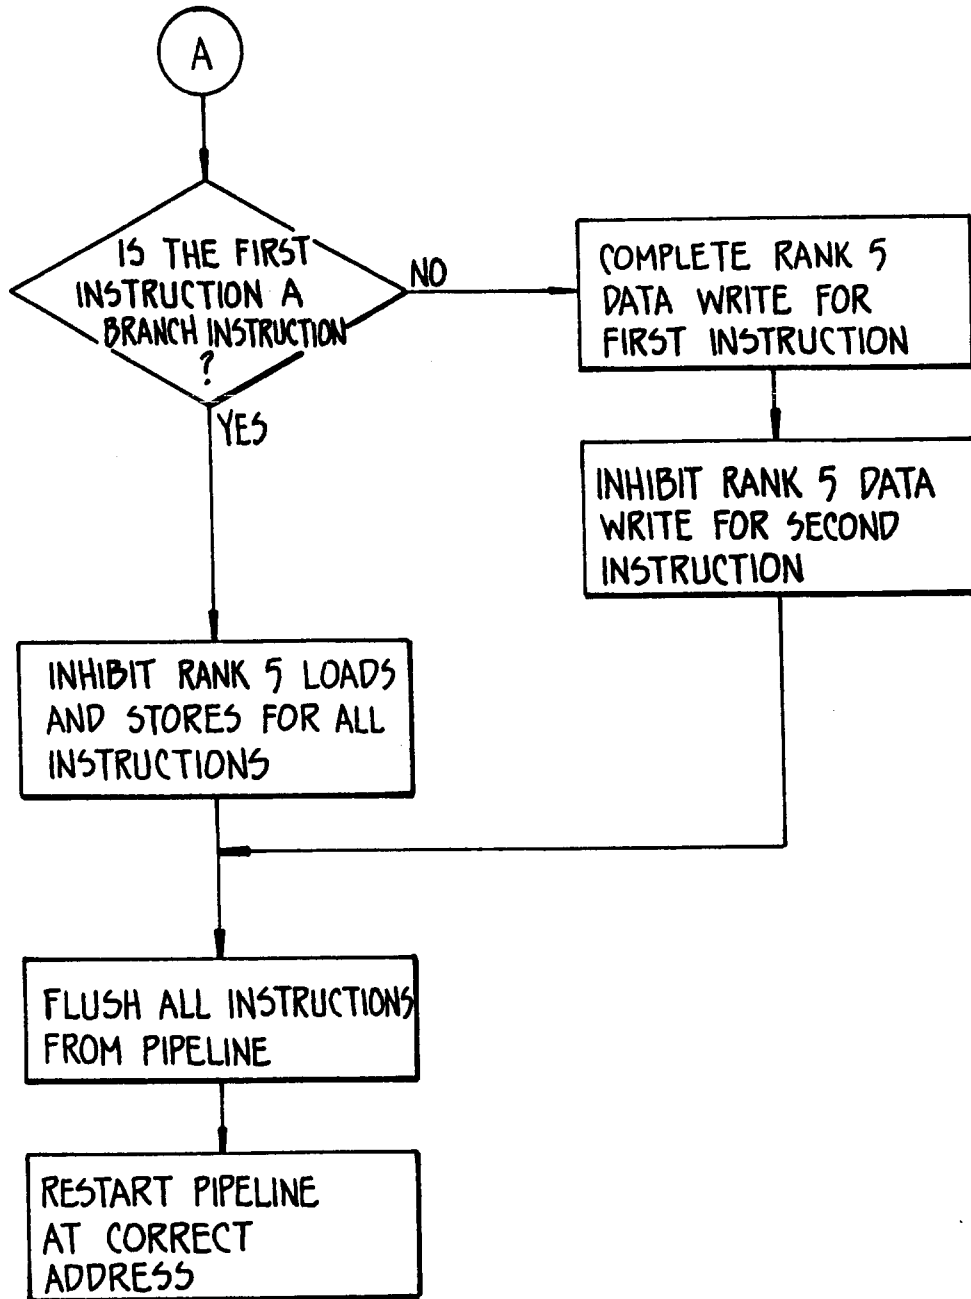 A
IS THE FIRST
INSTRUCTION A
BRANCH INSTRUCTION
?
NO
YES
COMPLETE RANK 5
DATA WRITE FOR
FIRST INSTRUCTION
INHIBIT RANK 5 DATA
WRITE FOR SECOND
INSTRUCTION
INHIBIT RANK 5 LOADS
AND STORES FOR ALL
INSTRUCTIONS
FLUSH ALL INSTRUCTIONS
FROM PIPELINE
RESTART PIPELINE
AT CORRECT
ADDRESS